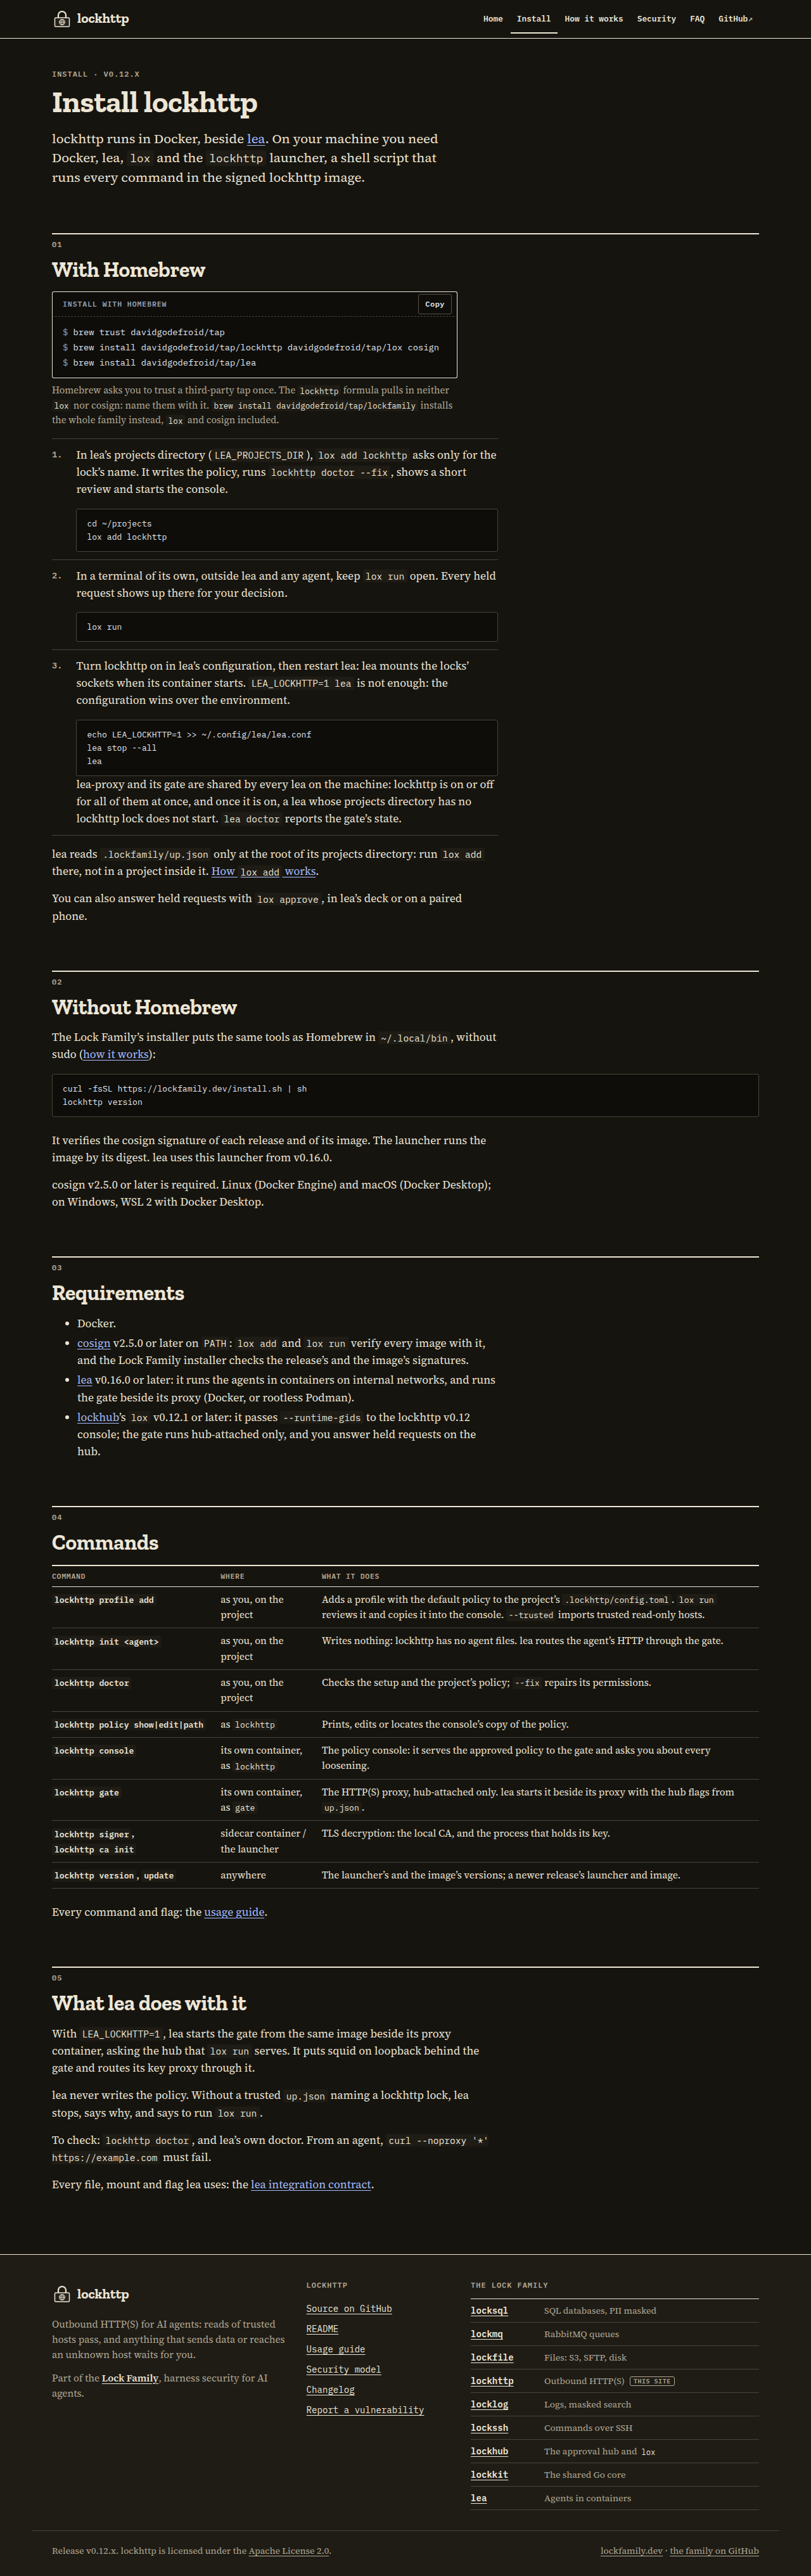 lockhttp
Home Install How it works Security FAQ GitHub↗
INSTALL · V0.12.X
Install lockhttp
lockhttp runs in Docker, beside lea. On your machine you need
Docker, lea, lox and the lockhttp launcher, a shell script that
runs every command in the signed lockhttp image.
01
With Homebrew
INSTALL WITH HOMEBREW
Copy
$ brew trust davidgodefroid/tap
$ brew install davidgodefroid/tap/lockhttp davidgodefroid/tap/lox cosign
$ brew install davidgodefroid/tap/lea
Homebrew asks you to trust a third-party tap once. The lockhttp formula pulls in neither
lox nor cosign: name them with it. brew install davidgodefroid/tap/lockfamily installs
the whole family instead, lox and cosign included.
1. In lea’s projects directory (LEA_PROJECTS_DIR), lox add lockhttp asks only for the
lock’s name. It writes the policy, runs lockhttp doctor --fix, shows a short
review and starts the console.
cd ~/projects
lox add lockhttp
2. In a terminal of its own, outside lea and any agent, keep lox run open. Every held
request shows up there for your decision.
lox run
3. Turn lockhttp on in lea’s configuration, then restart lea: lea mounts the locks’
sockets when its container starts. LEA_LOCKHTTP=1 lea is not enough: the
configuration wins over the environment.
echo LEA_LOCKHTTP=1 >> ~/.config/lea/lea.conf
lea stop --all
lea
lea-proxy and its gate are shared by every lea on the machine: lockhttp is on or off
for all of them at once, and once it is on, a lea whose projects directory has no
lockhttp lock does not start. lea doctor reports the gate’s state.
lea reads .lockfamily/up.json only at the root of its projects directory: run lox add
there, not in a project inside it. How lox add works.
You can also answer held requests with lox approve, in lea’s deck or on a paired
phone.
02
Without Homebrew
The Lock Family’s installer puts the same tools as Homebrew in ~/.local/bin, without
sudo (how it works):
curl -fsSL https://lockfamily.dev/install.sh | sh
lockhttp version
It verifies the cosign signature of each release and of its image. The launcher runs the
image by its digest. lea uses this launcher from v0.16.0.
cosign v2.5.0 or later is required. Linux (Docker Engine) and macOS (Docker Desktop);
on Windows, WSL 2 with Docker Desktop.
03
Requirements
• Docker.
• cosign v2.5.0 or later on PATH: lox add and lox run verify every image with it,
and the Lock Family installer checks the release’s and the image’s signatures.
• lea v0.16.0 or later: it runs the agents in containers on internal networks, and runs
the gate beside its proxy (Docker, or rootless Podman).
• lockhub’s lox v0.12.1 or later: it passes --runtime-gids to the lockhttp v0.12
console; the gate runs hub-attached only, and you answer held requests on the
hub.
04
Commands
COMMAND WHERE WHAT IT DOES
lockhttp profile add as you, on the project Adds a profile with the default policy to the project’s .lockhttp/config.toml. lox run
reviews it and copies it into the console. --trusted imports trusted read-only hosts.
lockhttp init <agent> as you, on the project Writes nothing: lockhttp has no agent files. lea routes the agent’s HTTP through the gate.
lockhttp doctor as you, on the project Checks the setup and the project’s policy; --fix repairs its permissions.
lockhttp policy show|edit|path as lockhttp Prints, edits or locates the console’s copy of the policy.
lockhttp console its own container, as lockhttp The policy console: it serves the approved policy to the gate and asks you about every
loosening.
lockhttp gate its own container, as gate The HTTP(S) proxy, hub-attached only. lea starts it beside its proxy with the hub flags from
up.json.
lockhttp signer, lockhttp ca init sidecar container / the launcher TLS decryption: the local CA, and the process that holds its key.
lockhttp version, update anywhere The launcher’s and the image’s versions; a newer release’s launcher and image.
Every command and flag: the usage guide.
05
What lea does with it
With LEA_LOCKHTTP=1, lea starts the gate from the same image beside its proxy
container, asking the hub that lox run serves. It puts squid on loopback behind the
gate and routes its key proxy through it.
lea never writes the policy. Without a trusted up.json naming a lockhttp lock, lea
stops, says why, and says to run lox run.
To check: lockhttp doctor, and lea’s own doctor. From an agent, curl --noproxy '*'
https://example.com must fail.
Every file, mount and flag lea uses: the lea integration contract.
lockhttp
Outbound HTTP(S) for AI agents: reads of trusted
hosts pass, and anything that sends data or reaches
an unknown host waits for you.
Part of the Lock Family, harness security for AI
agents.
LOCKHTTP
Source on GitHub
README
Usage guide
Security model
Changelog
Report a vulnerability
THE LOCK FAMILY
locksql SQL databases, PII masked
lockmq RabbitMQ queues
lockfile Files: S3, SFTP, disk
lockhttp Outbound HTTP(S) THIS SITE
locklog Logs, masked search
lockssh Commands over SSH
lockhub The approval hub and lox
lockkit The shared Go core
lea Agents in containers
Release v0.12.x. lockhttp is licensed under the Apache License 2.0.
lockfamily.dev · the family on GitHub